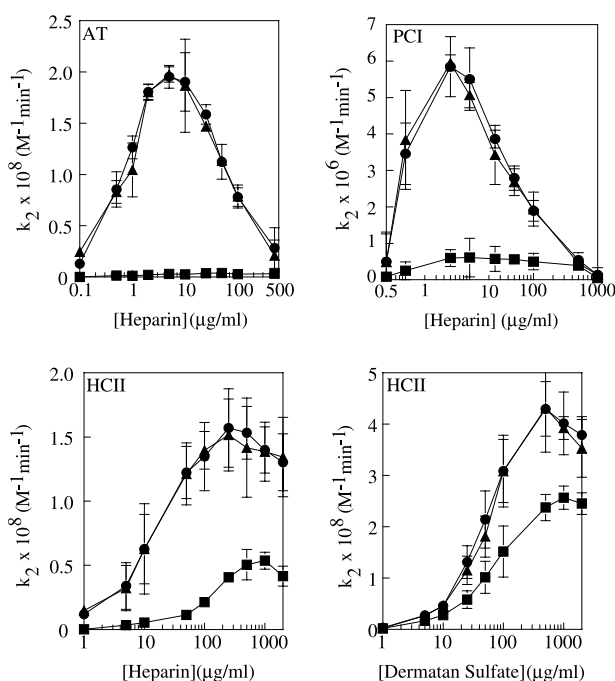 AT
k2 x 10^8 (M^-1min^-1)
2.5
2.0
1.5
1.0
0.5
0
0.1 1 10 100 500
[Heparin](µg/ml)
PCI
k2 x 10^6 (M^-1min^-1)
7
6
5
4
3
2
1
0
0.5 1 10 100 1000
[Heparin] (µg/ml)
HCII
k2 x 10^8 (M^-1min^-1)
2.0
1.5
1.0
0.5
0
1 10 100 1000
[Heparin](µg/ml)
HCII
k2 x 10^8 (M^-1min^-1)
5
4
3
2
1
0
1 10 100 1000
[Dermatan Sulfate](µg/ml)